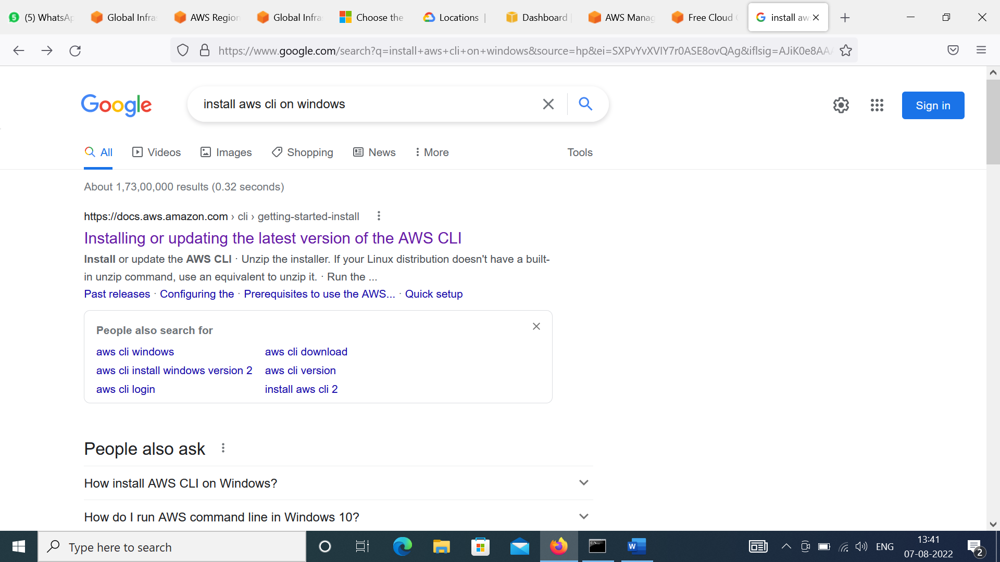 5 (5) WhatsAp Global Infra AWS Region Global Infra Choose the Locations | Dashboard | AWS Manag Free Cloud install aw
https://www.google.com/search?q=install+aws+cli+on+windows&source=hp&ei=SXPvYvXVIY7r0ASE8ovQAg&iflsig=AJiK0e8AAA
Google install aws cli on windows Sign in
All Videos Images Shopping News More Tools
About 1,73,00,000 results (0.32 seconds)
https://docs.aws.amazon.com › cli › getting-started-install
Installing or updating the latest version of the AWS CLI
Install or update the AWS CLI · Unzip the installer. If your Linux distribution doesn't have a built-
in unzip command, use an equivalent to unzip it. · Run the ...
Past releases · Configuring the · Prerequisites to use the AWS... · Quick setup
People also search for
aws cli windows aws cli download
aws cli install windows version 2 aws cli version
aws cli login install aws cli 2
People also ask
How install AWS CLI on Windows?
How do I run AWS command line in Windows 10?
Type here to search ENG 13:41
07-08-2022 2